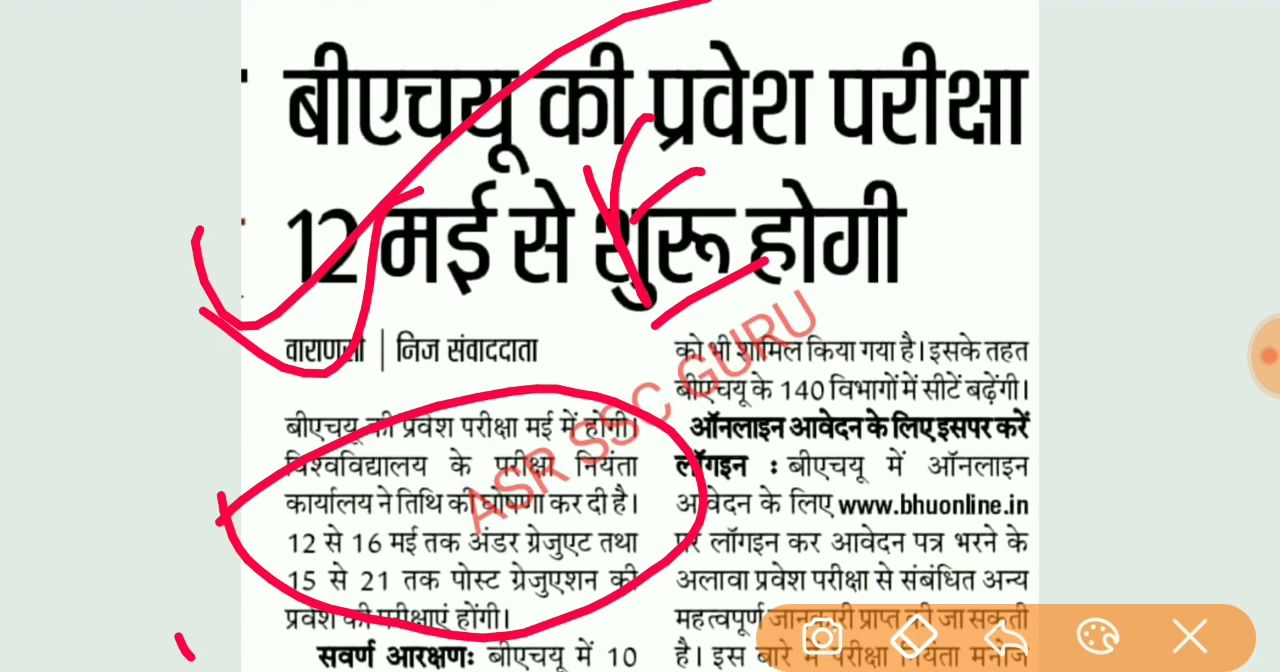 बीएचयू की प्रवेश परीक्षा
12 मई से शुरू होगी
वाराणसी | निज संवाददाता
बीएचयू की प्रवेश परीक्षा मई में होगी।
विश्वविद्यालय के परीक्षा नियंता
कार्यालय ने तिथि की घोषणा कर दी है।
12 से 16 मई तक अंडर ग्रेजुएट तथा
15 से 21 तक पोस्ट ग्रेजुएशन की
प्रवेश की परीक्षाएं होंगी।
सवर्ण आरक्षणः बीएचयू में 10
को भी शामिल किया गया है। इसके तहत
बीएचयू के 140 विभागों में सीटें बढ़ेंगी।
ऑनलाइन आवेदन के लिए इसपर करें
लॉगइन : बीएचयू में ऑनलाइन
आवेदन के लिए www.bhuonline.in
पर लॉगइन कर आवेदन पत्र भरने के
अलावा प्रवेश परीक्षा से संबंधित अन्य
महत्वपूर्ण जानकारी प्राप्त की जा सकती
है। इस बारे में परीक्षा नियंता मनोज
ASR SSC GURU